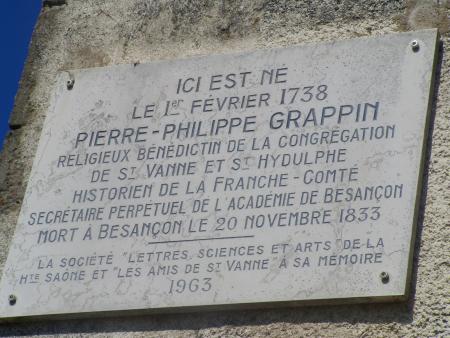 ICI EST NÉ
LE 1er FÉVRIER 1738
PIERRE-PHILIPPE GRAPPIN
RELIGIEUX BÉNÉDICTIN DE LA CONGRÉGATION
DE ST VANNE ET ST HYDULPHE
HISTORIEN DE LA FRANCHE-COMTÉ
SECRÉTAIRE PERPÉTUEL DE L'ACADÉMIE DE BESANÇON
MORT À BESANÇON LE 20 NOVEMBRE 1833
LA SOCIÉTÉ "LETTRES, SCIENCES ET ARTS" DE LA
HTE SAÔNE ET "LES AMIS DE ST VANNE" À SA MÉMOIRE
1963